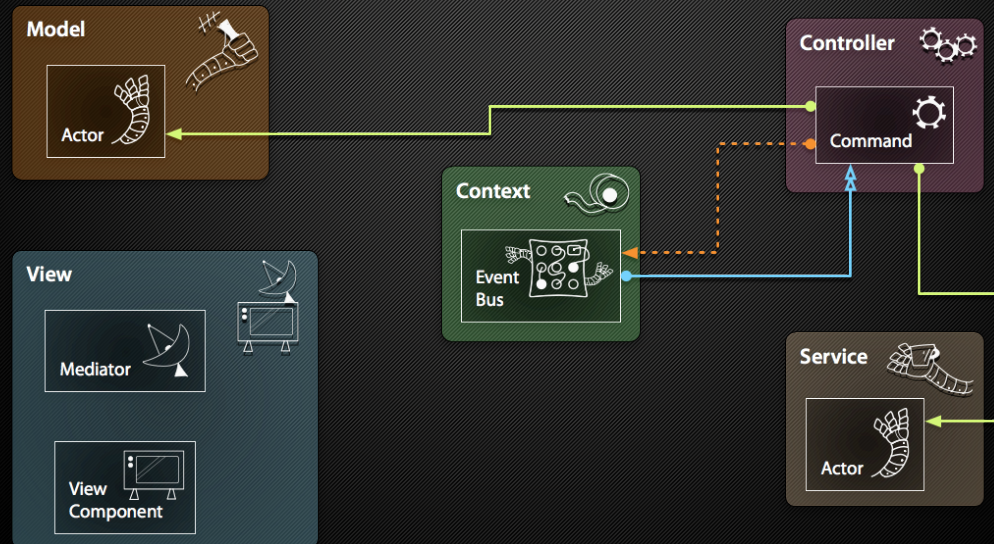 Model
Actor
Controller
Command
Context
Event
Bus
View
Mediator
View
Component
Service
Actor